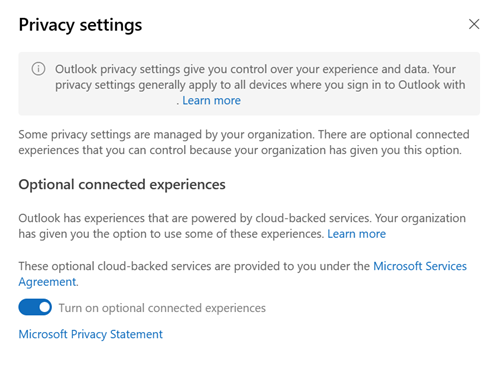 Privacy settings
Outlook privacy settings give you control over your experience and data. Your
privacy settings generally apply to all devices where you sign in to Outlook with
. Learn more
Some privacy settings are managed by your organization. There are optional connected
experiences that you can control because your organization has given you this option.
Optional connected experiences
Outlook has experiences that are powered by cloud-backed services. Your organization
has given you the option to use some of these experiences. Learn more
These optional cloud-backed services are provided to you under the Microsoft Services
Agreement.
Turn on optional connected experiences
Microsoft Privacy Statement